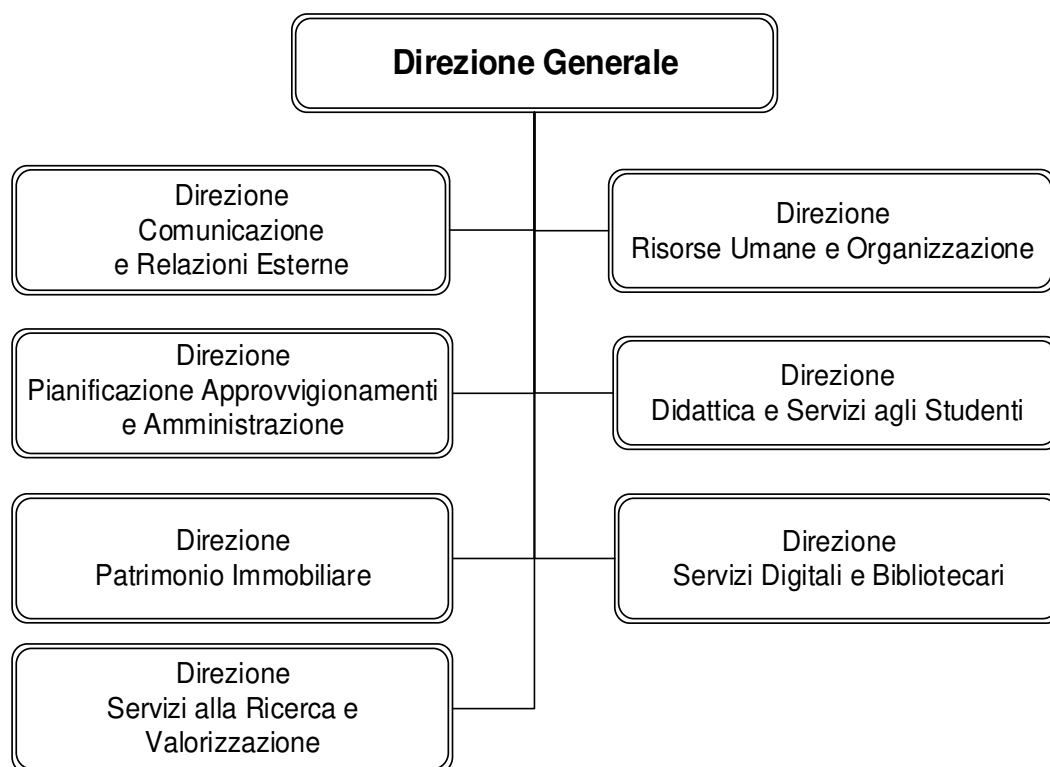 Direzione Generale
Direzione
Comunicazione
e Relazioni Esterne
Direzione
Risorse Umane e Organizzazione
Direzione
Pianificazione Approvvigionamenti
e Amministrazione
Direzione
Didattica e Servizi agli Studenti
Direzione
Patrimonio Immobiliare
Direzione
Servizi Digitali e Bibliotecari
Direzione
Servizi alla Ricerca e
Valorizzazione